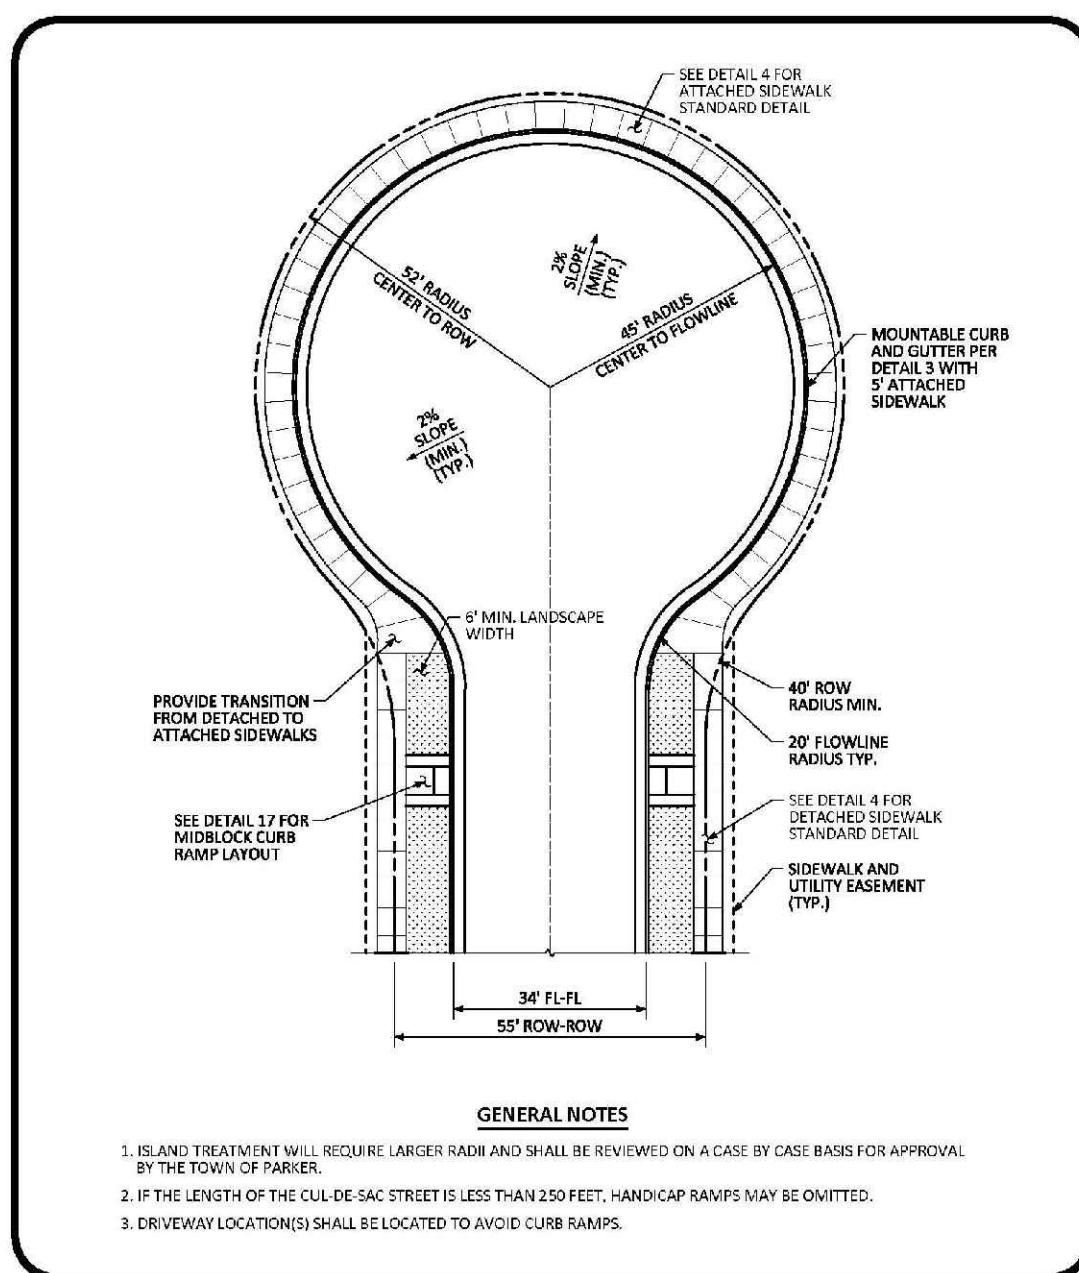 SEE DETAIL 4 FOR
ATTACHED SIDEWALK
STANDARD DETAIL
2%
SLOPE
(MIN.)
(TYP.)
52' RADIUS
CENTER TO ROW
45' RADIUS
CENTER TO FLOWLINE
MOUNTABLE CURB
AND GUTTER PER
DETAIL 3 WITH
5' ATTACHED
SIDEWALK
2%
SLOPE
(MIN.)
(TYP.)
6' MIN. LANDSCAPE
WIDTH
PROVIDE TRANSITION
FROM DETACHED TO
ATTACHED SIDEWALKS
40' ROW
RADIUS MIN.
20' FLOWLINE
RADIUS TYP.
SEE DETAIL 17 FOR
MIDBLOCK CURB
RAMP LAYOUT
SEE DETAIL 4 FOR
DETACHED SIDEWALK
STANDARD DETAIL
SIDEWALK AND
UTILITY EASEMENT
(TYP.)
34' FL-FL
55' ROW-ROW
GENERAL NOTES
1. ISLAND TREATMENT WILL REQUIRE LARGER RADII AND SHALL BE REVIEWED ON A CASE BY CASE BASIS FOR APPROVAL
BY THE TOWN OF PARKER.
2. IF THE LENGTH OF THE CUL-DE-SAC STREET IS LESS THAN 250 FEET, HANDICAP RAMPS MAY BE OMITTED.
3. DRIVEWAY LOCATION(S) SHALL BE LOCATED TO AVOID CURB RAMPS.